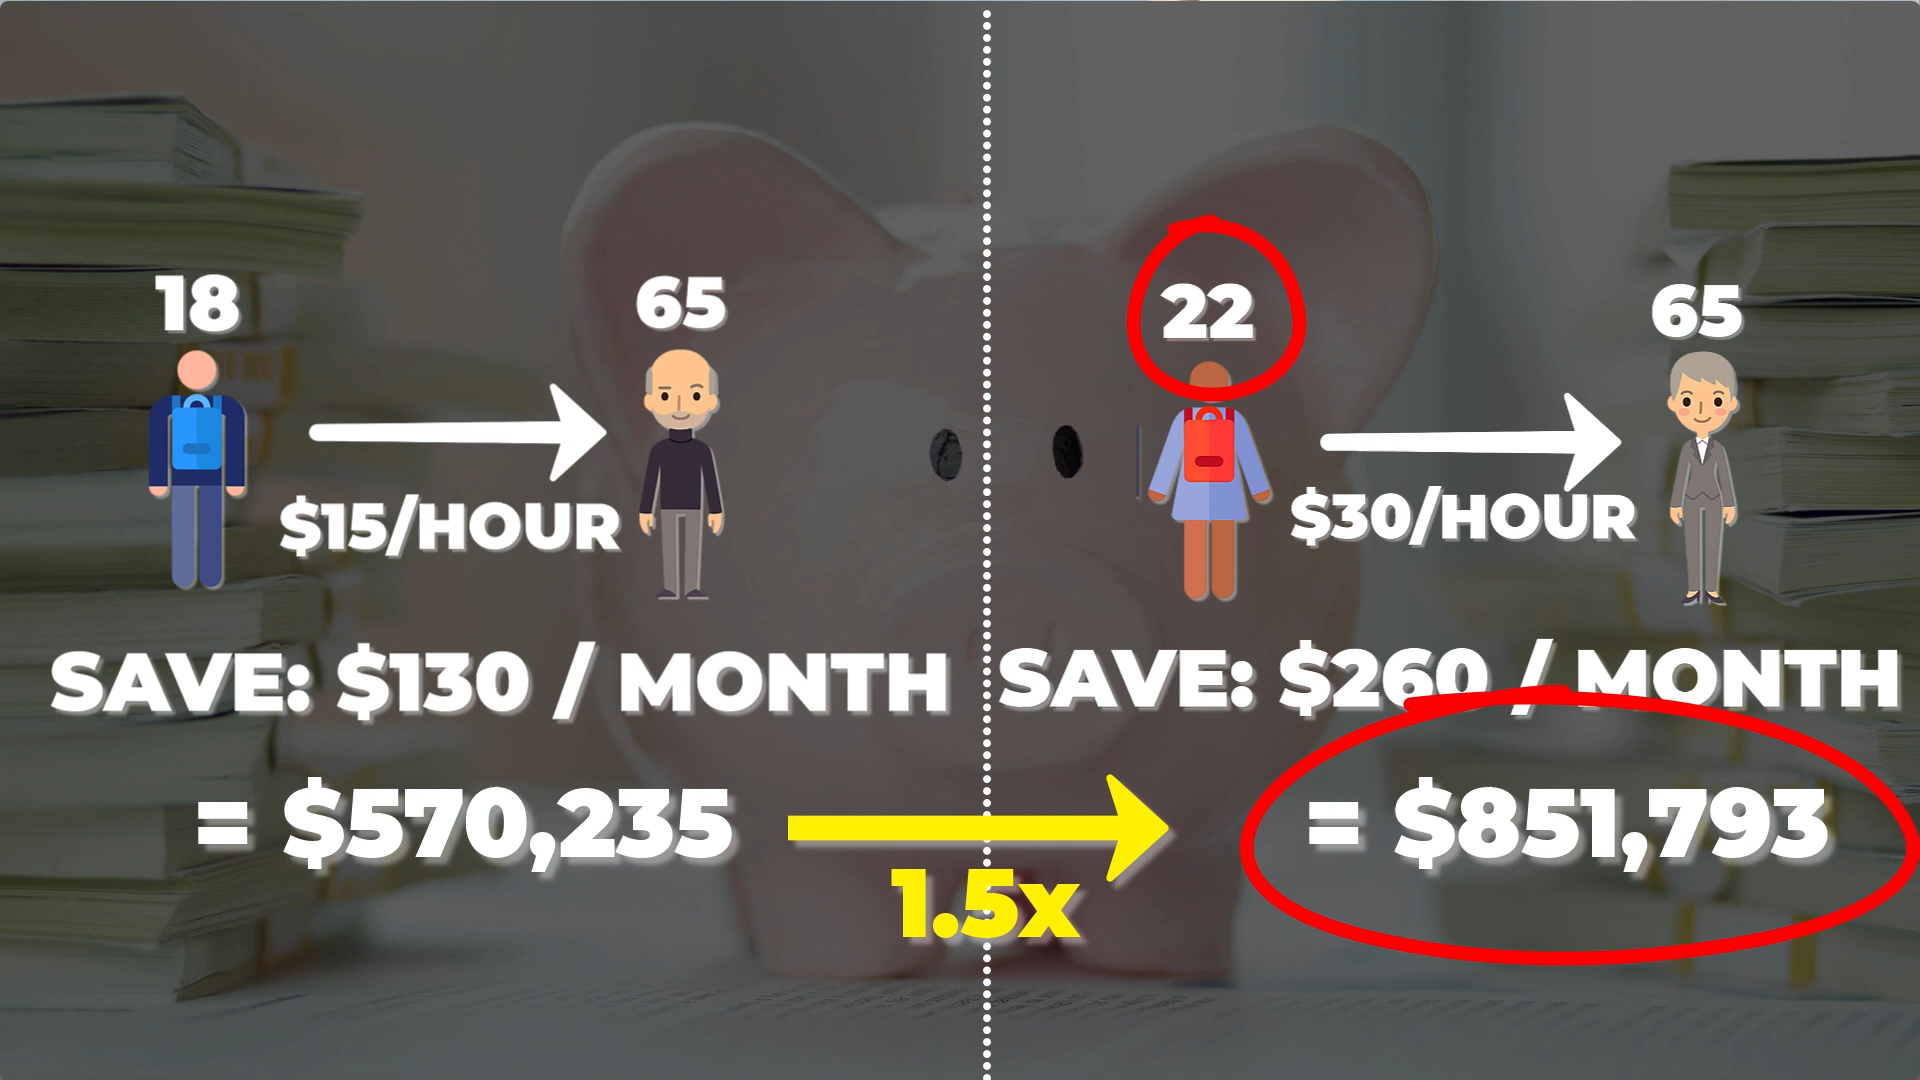 18
65
$15/HOUR
SAVE: $130 / MONTH
= $570,235
1.5x
22
65
$30/HOUR
SAVE: $260 / MONTH
= $851,793